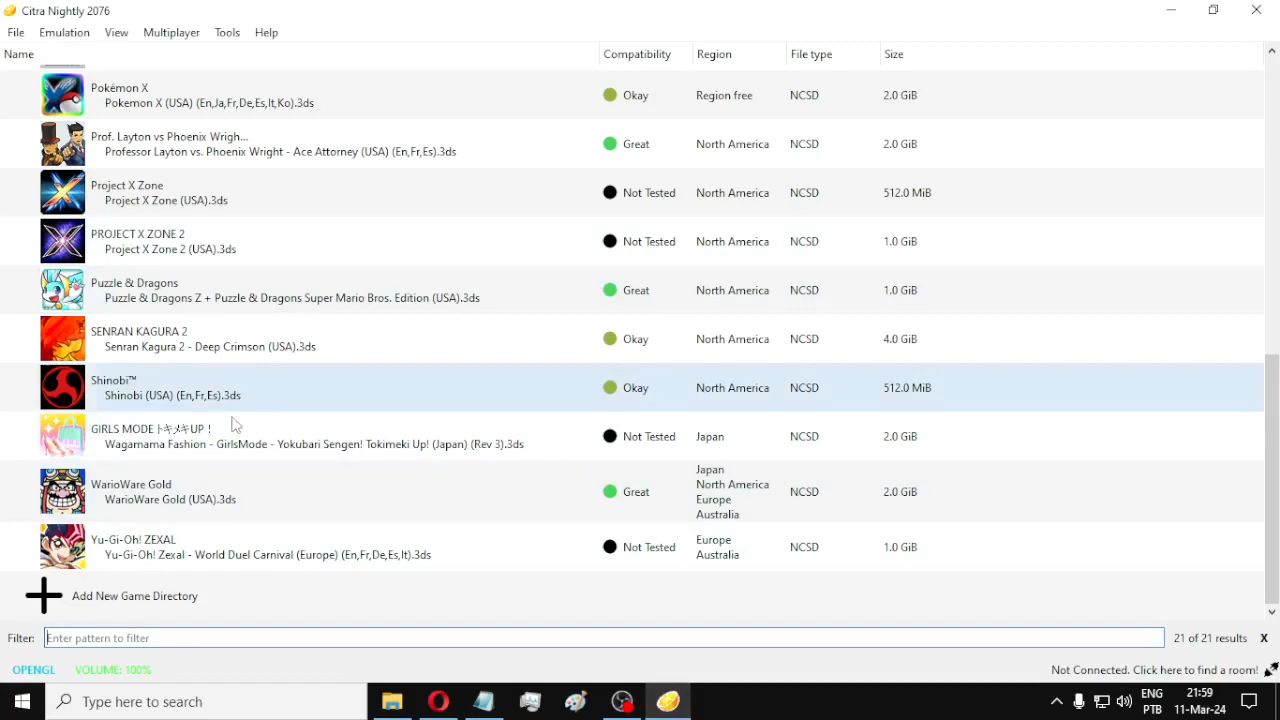 Citra Nightly 2076
File Emulation View Multiplayer Tools Help
Name Compatibility Region File type Size
Pokémon X
Pokemon X (USA) (En,Ja,Fr,De,Es,It,Ko).3ds Okay Region free NCSD 2.0 GiB
Prof. Layton vs Phoenix Wrigh...
Professor Layton vs. Phoenix Wright - Ace Attorney (USA) (En,Fr,Es).3ds Great North America NCSD 2.0 GiB
Project X Zone
Project X Zone (USA).3ds Not Tested North America NCSD 512.0 MiB
PROJECT X ZONE 2
Project X Zone 2 (USA).3ds Not Tested North America NCSD 1.0 GiB
Puzzle & Dragons
Puzzle & Dragons Z + Puzzle & Dragons Super Mario Bros. Edition (USA).3ds Great North America NCSD 1.0 GiB
SENRAN KAGURA 2
Senran Kagura 2 - Deep Crimson (USA).3ds Okay North America NCSD 4.0 GiB
Shinobi™
Shinobi (USA) (En,Fr,Es).3ds Okay North America NCSD 512.0 MiB
GIRLS MODE トキメキUP！
Wagamama Fashion - GirlsMode - Yokubari Sengen! Tokimeki Up! (Japan) (Rev 3).3ds Not Tested Japan NCSD 2.0 GiB
WarioWare Gold
WarioWare Gold (USA).3ds Great Japan
North America
Europe
Australia NCSD 2.0 GiB
Yu-Gi-Oh! ZEXAL
Yu-Gi-Oh! ZEXAL - World Duel Carnival (Europe) (En,Fr,De,Es,It).3ds Not Tested Europe
Australia NCSD 1.0 GiB
Add New Game Directory
Filter: Enter pattern to filter 21 of 21 results X
OPENGL VOLUME: 100% Not Connected. Click here to find a room!
Type here to search ENG 21:59
PTB 11-Mar-24